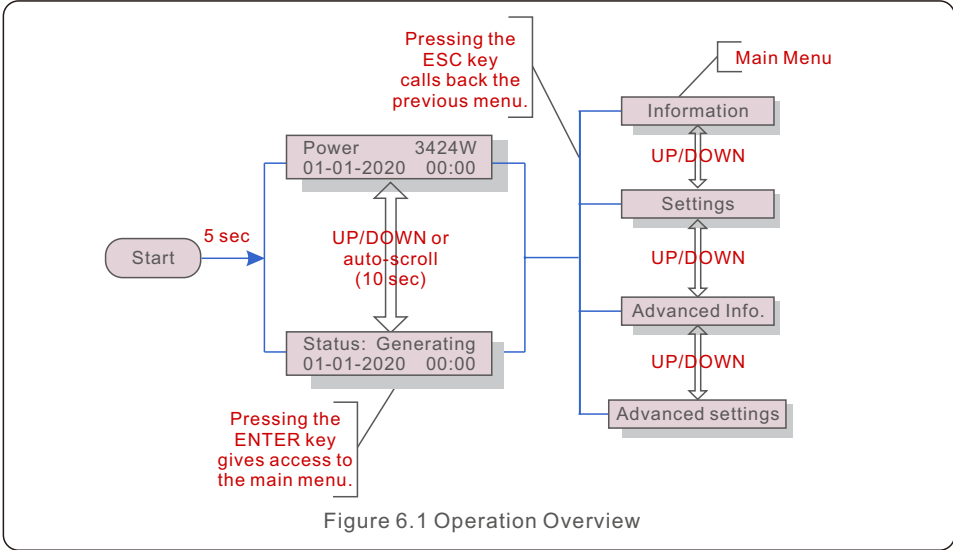 Pressing the
ESC key
calls back the
previous menu.
Main Menu
Information
Power 3424W
01-01-2020 00:00
UP/DOWN
Settings
5 sec
Start
UP/DOWN or
auto-scroll
(10 sec)
UP/DOWN
Advanced Info.
Status: Generating
01-01-2020 00:00
UP/DOWN
Advanced settings
Pressing the
ENTER key
gives access to
the main menu.
Figure 6.1 Operation Overview